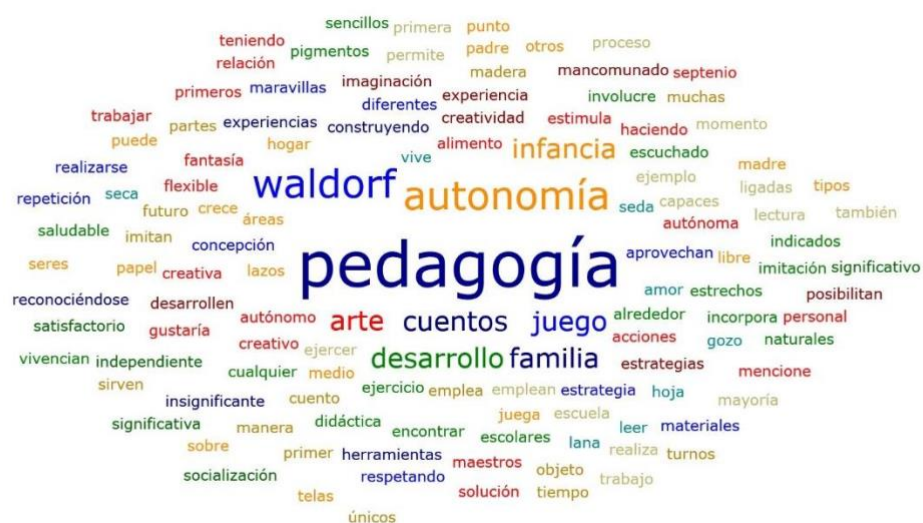 sencillos primera punto
teniendo pigmentos permite padre otros proceso
relación imaginación madera mancomunado septenio
primeros maravillas diferentes experiencia involucre muchas
trabajar partes experiencias construyendo creatividad estimula haciendo momento
puede hogar vive alimento infancia escuchado
realizarse fantasía waldorf autonomía ejemplo madre
repetición seca flexible seda capaces ligadas tipos
futuro crece áreas autónoma lectura también
saludable imitan concepción pedagogía aprovechan libre indicados
seres papel creativa lazos imitación significativo
reconociéndose desarrollen amor estrechos posibilitan
satisfactorio gustaría autónomo arte cuentos juego alrededor incorpora personal
creativo ejercer acciones gozo naturales
vivencian independiente desarrollo familia estrategias mencione
sirven cualquier medio ejercicio emplea emplean estrategia hoja mayoría
insignificante cuento
significativa manera didáctica encontrar juega escuela leer materiales
sobre primer herramientas escolares lana realiza turnos
socialización respetando maestros objeto trabajo
telas solución tiempo
únicos